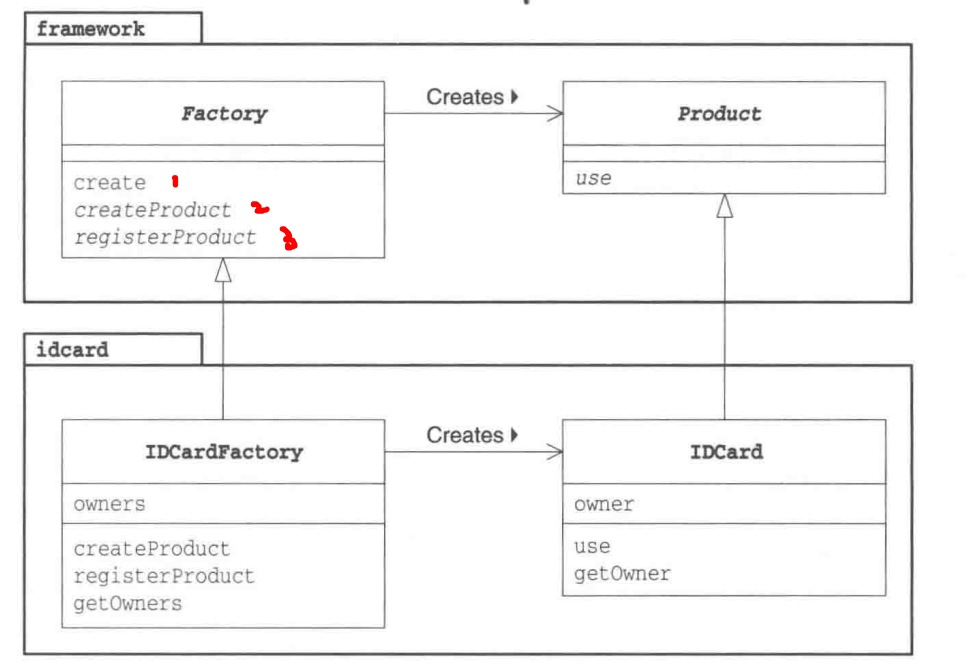 framework
Factory
Creates
Product
create 1
createProduct 2
registerProduct 3
use
idcard
IDCardFactory
Creates
IDCard
owners
owner
createProduct
registerProduct
getOwners
use
getOwner